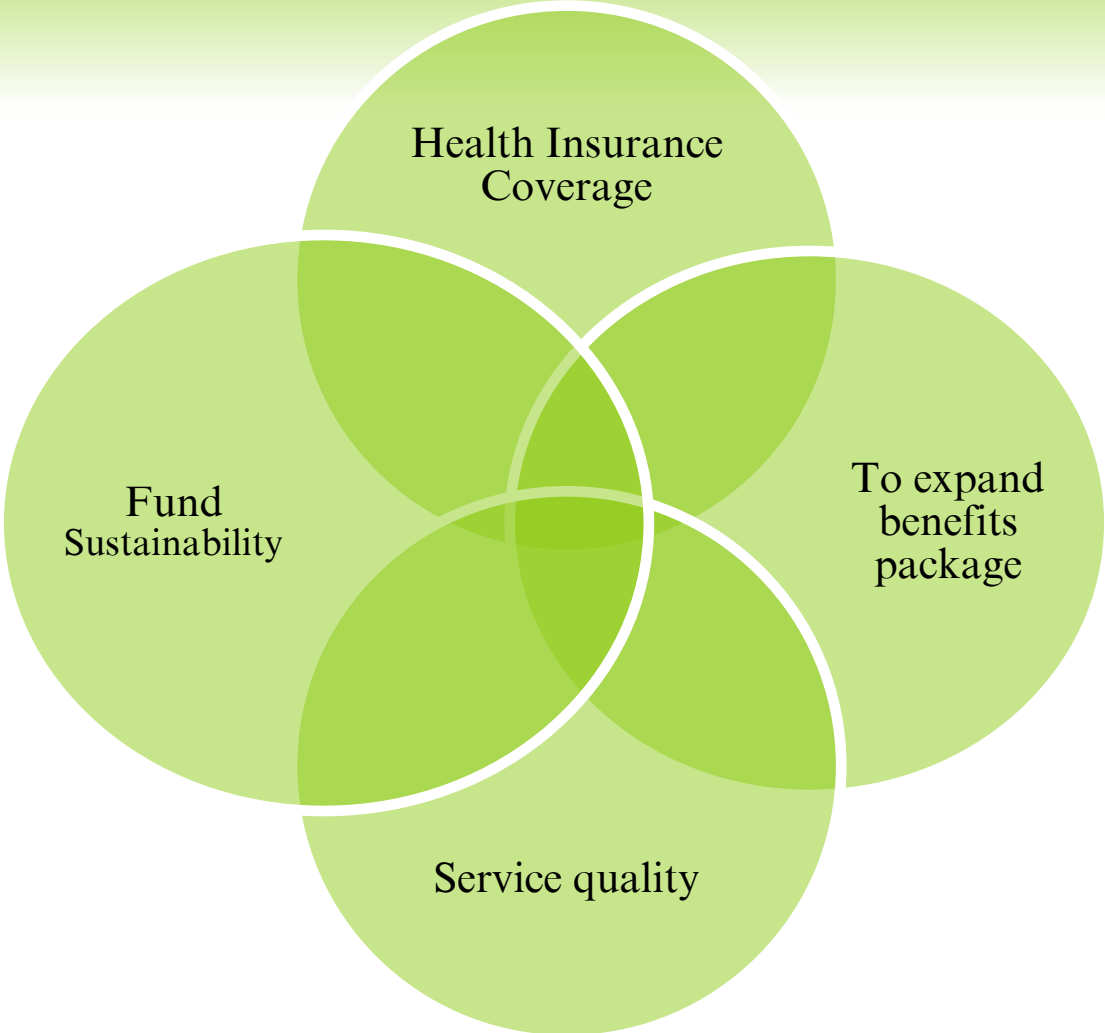 Health Insurance
Coverage
Fund
Sustainability
To expand
benefits
package
Service quality